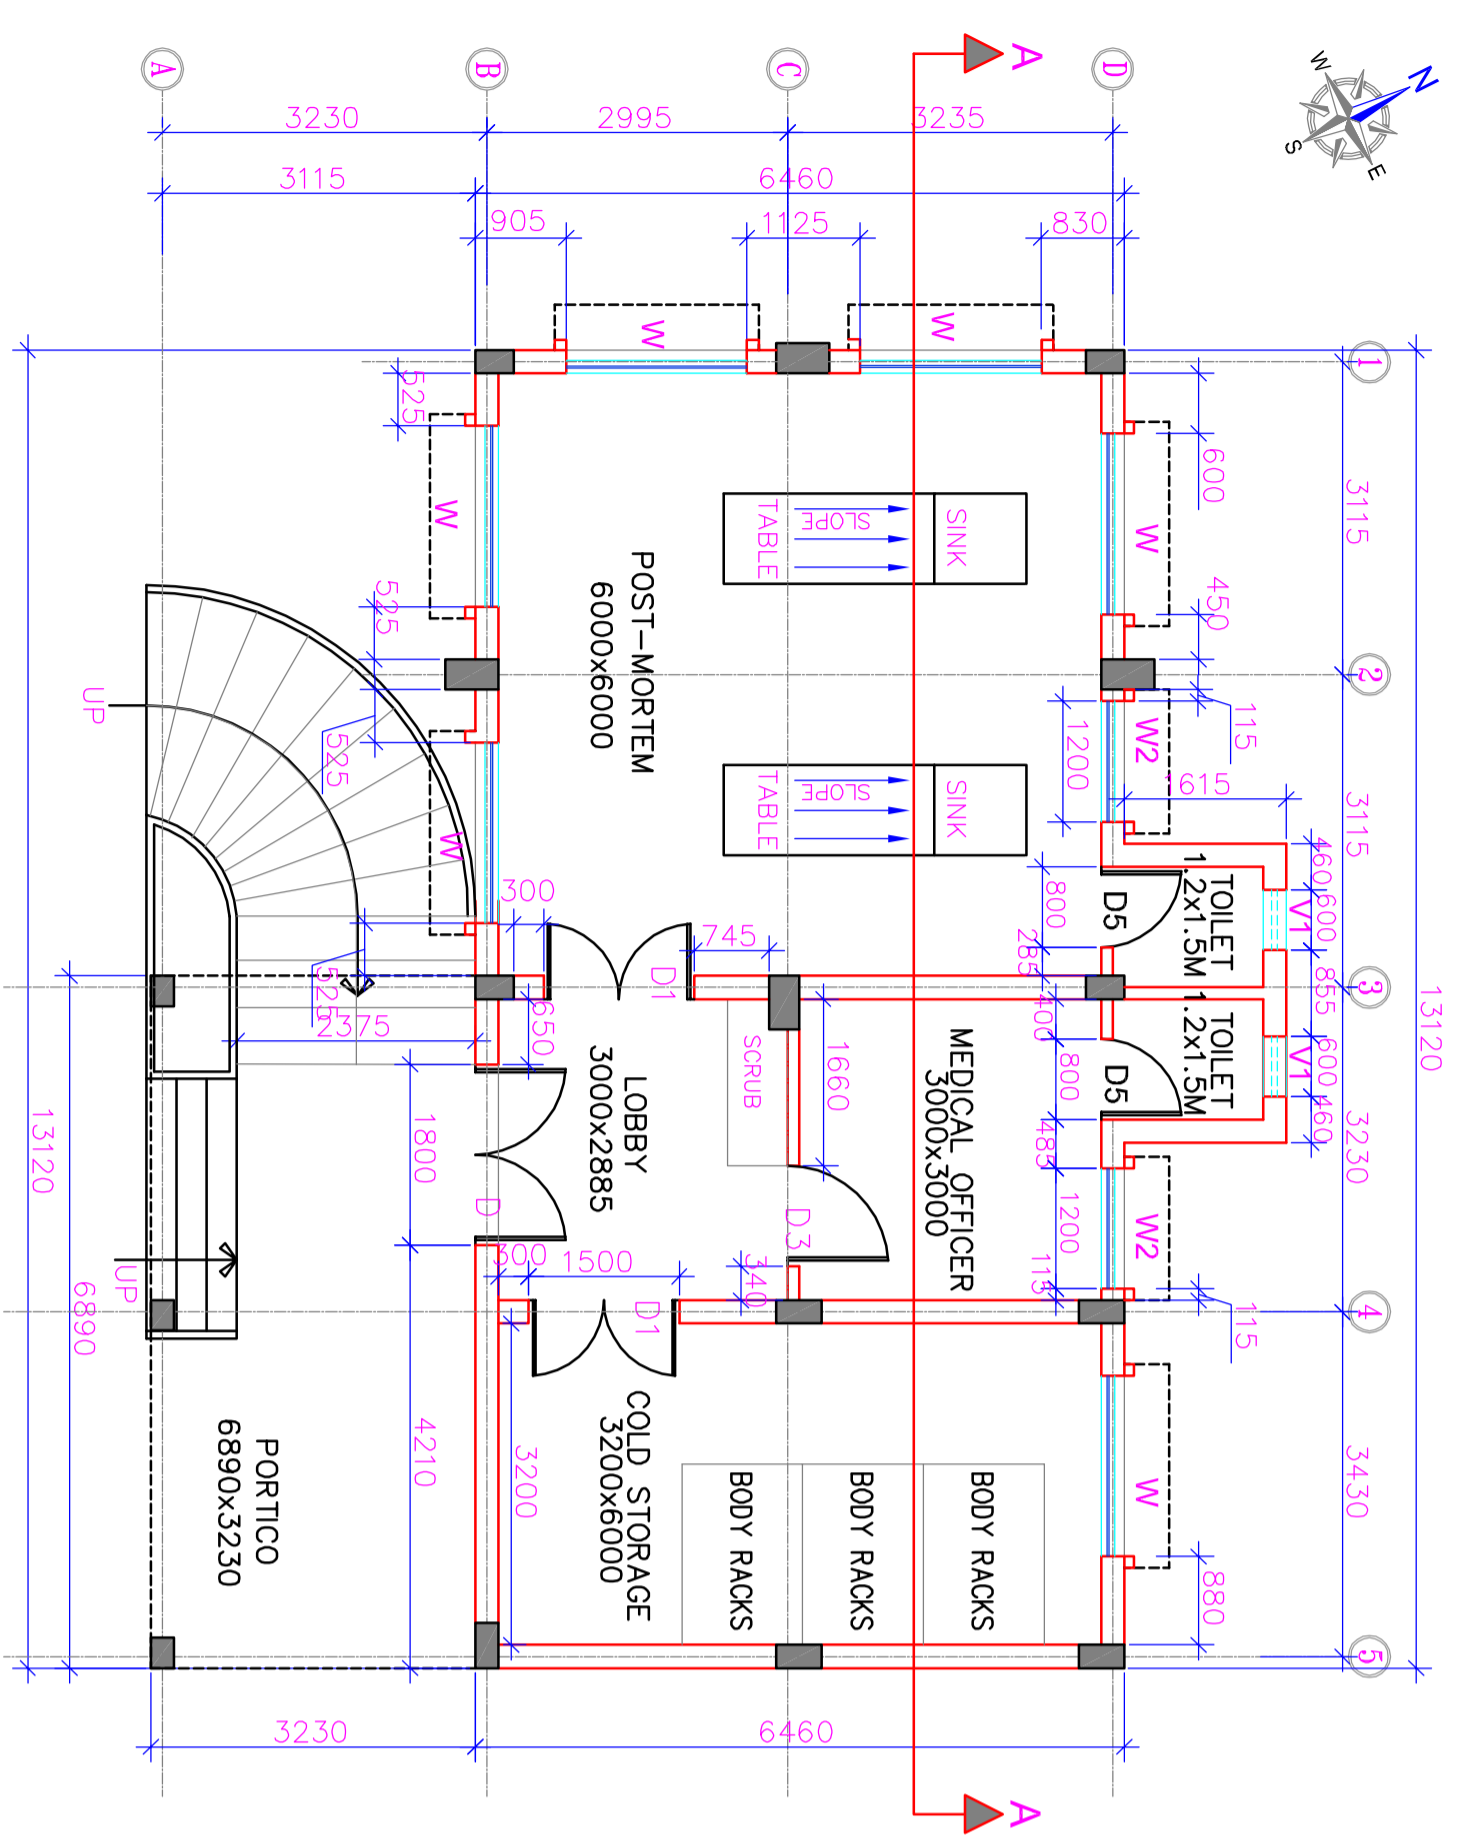 N
W
S
E
A
B
C
D
A
3230
2995
3235
3115
6460
905
1125
830
W
W
1
2
3
4
5
3115
3115
3230
3430
13120
525
W
525
525
W
525
600
W
450
115
W2
1200
1615
TABLE
SLOPE
SINK
TABLE
SLOPE
SINK
POST-MORTEM
6000x6000
UP
300
D1
745
800
285
D5
TOILET
1.2x1.5M
460
600
V1
855
TOILET
1.2x1.5M
600
V1
460
400
800
D5
485
1200
115
W2
115
2375
650
LOBBY
3000x2885
SCRUB
1660
MEDICAL OFFICER
3000x3000
D3
340
1800
D
300
1500
D1
UP
13120
6890
4210
3200
COLD STORAGE
3200x6000
BODY RACKS
BODY RACKS
BODY RACKS
W
880
PORTICO
6890x3230
3230
6460
A